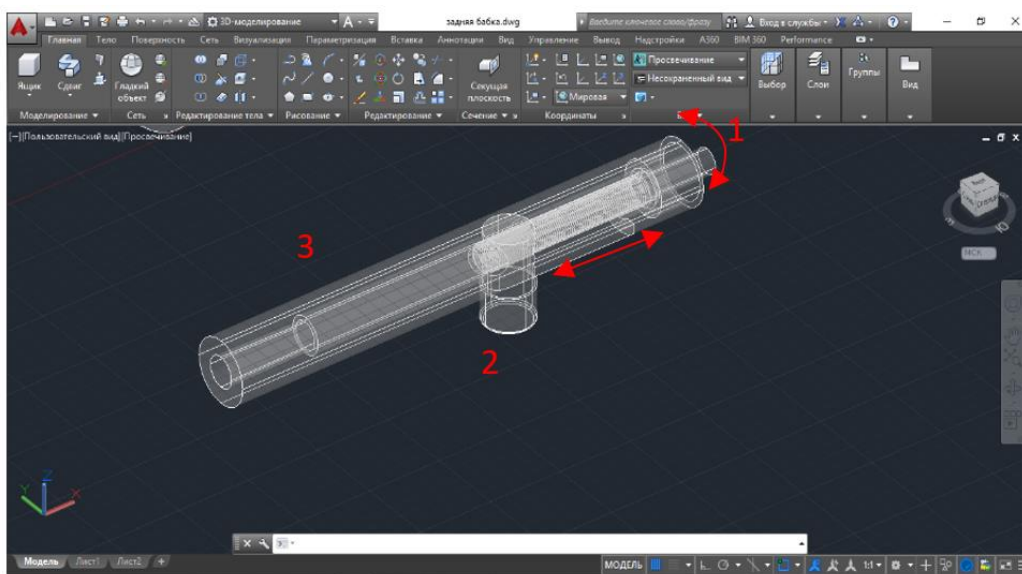 3D-моделирование
задняя бабка.dwg
Введите ключевое слово/фразу
Вход в службы
Главная Тело Поверхность Сеть Визуализация Параметризация Вставка Аннотации Вид Управление Вывод Надстройки A360 BIM 360 Performance
Ящик
Сдвиг
Гладкий объект
Секущая плоскость
Просвечивание
Несохраненный вид
Мировая
Выбор
Слои
Группы
Вид
Моделирование Сеть Редактирование тела Рисование Редактирование Сечение Координаты
[−][Пользовательский вид][Просвечивание]
1
3
2
МСК
Y Z X
Модель Лист1 Лист2 +
МОДЕЛЬ
1:1